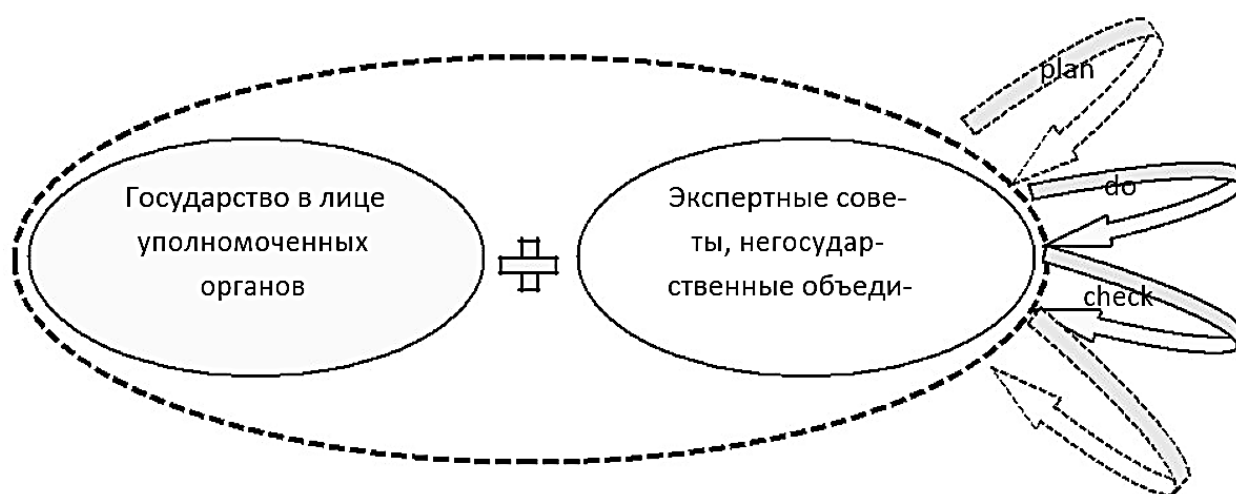 Государство в лице
уполномоченных
органов
Экспертные сове-
ты, негосудар-
ственные объеди-
plan
do
check